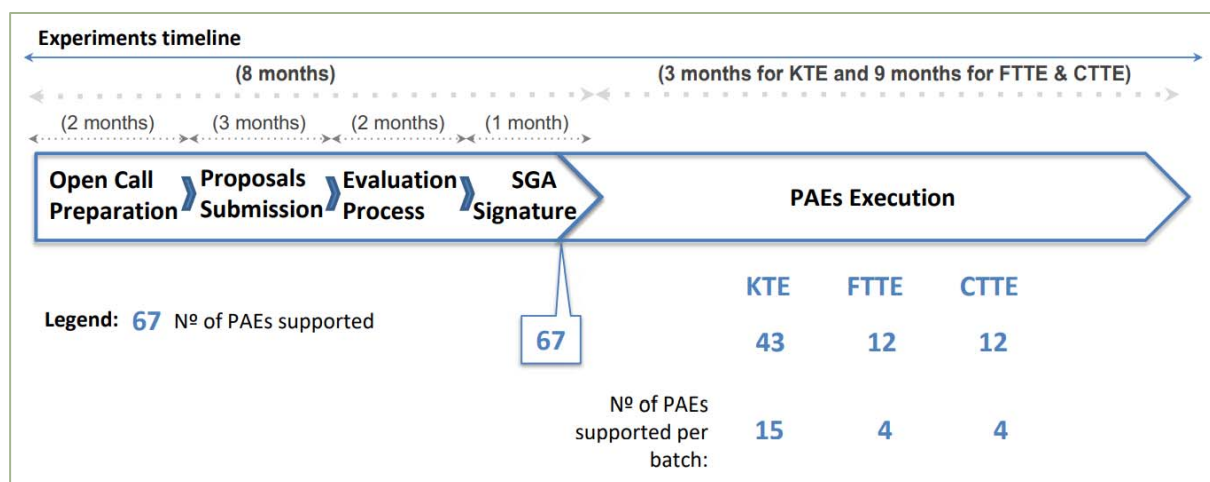 Experiments timeline
(8 months) (3 months for KTE and 9 months for FTTE & CTTE)
(2 months) (3 months) (2 months) (1 month)
Open Call Preparation
Proposals Submission
Evaluation Process
SGA Signature
PAEs Execution
KTE FTTE CTTE
Legend: 67 Nº of PAEs supported
67
43 12 12
Nº of PAEs
supported per
batch:
15 4 4